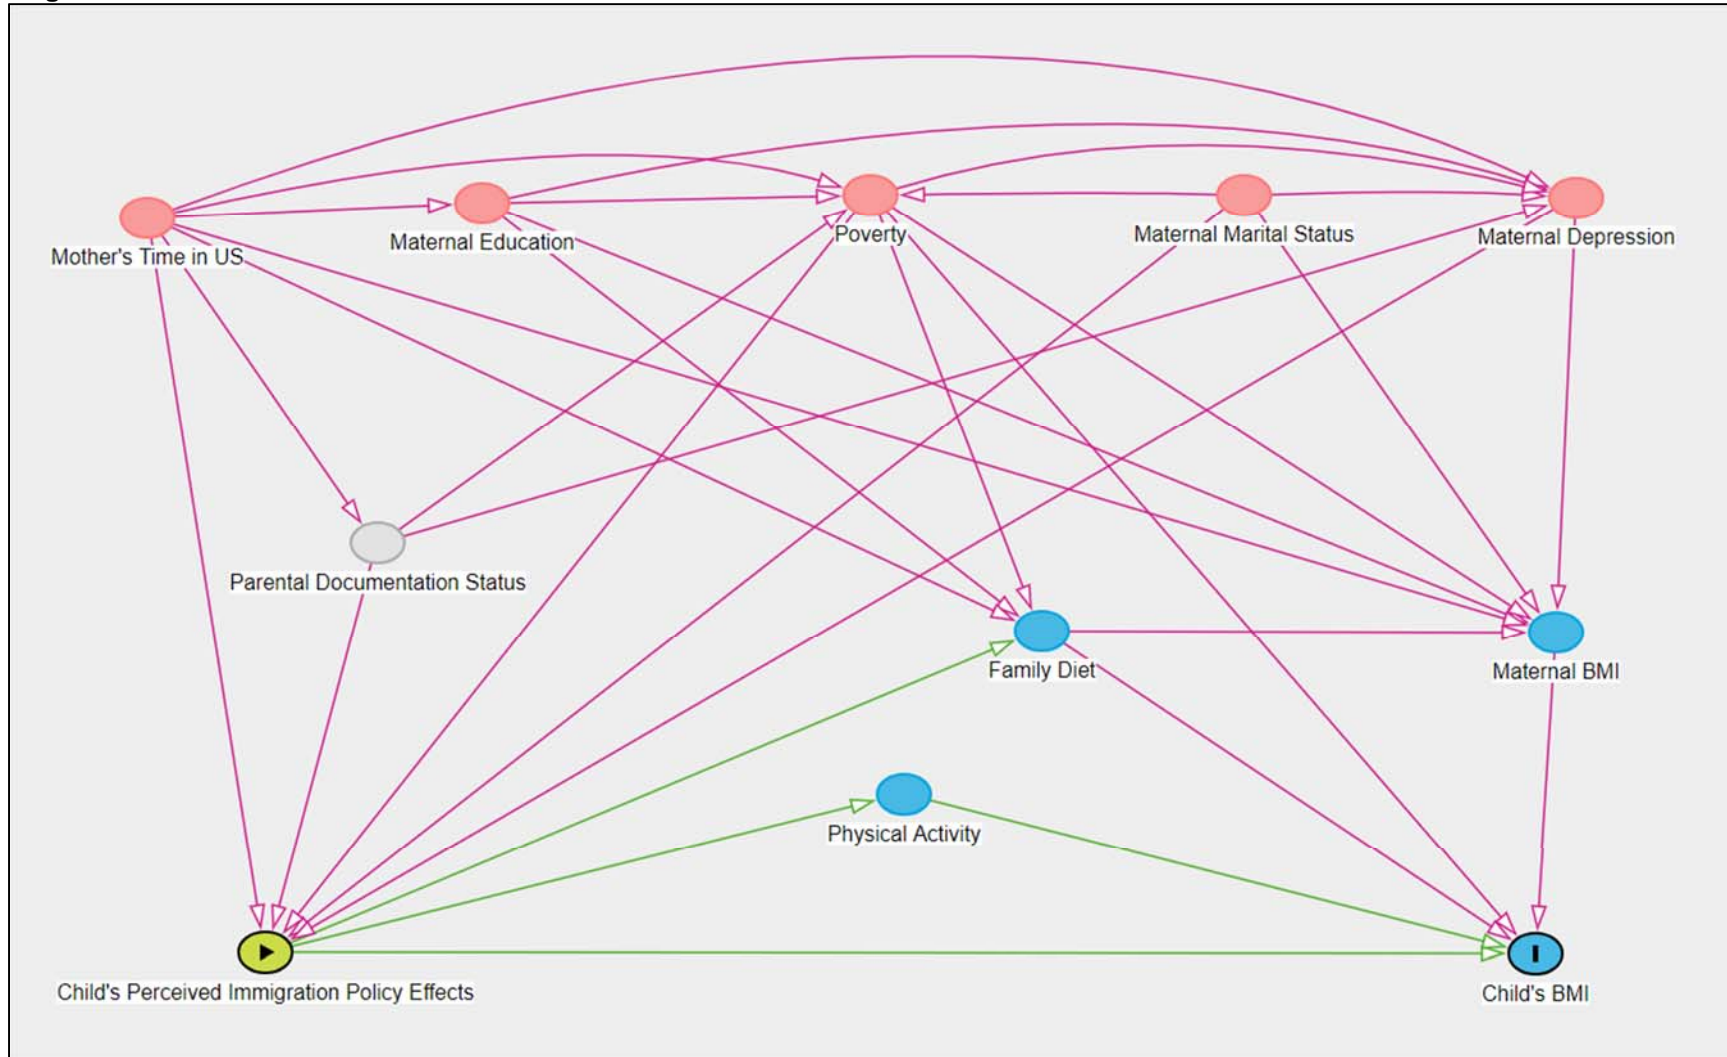 Mother's Time in US
Maternal Education
Poverty
Maternal Marital Status
Maternal Depression
Parental Documentation Status
Family Diet
Maternal BMI
Physical Activity
Child's Perceived Immigration Policy Effects
Child's BMI